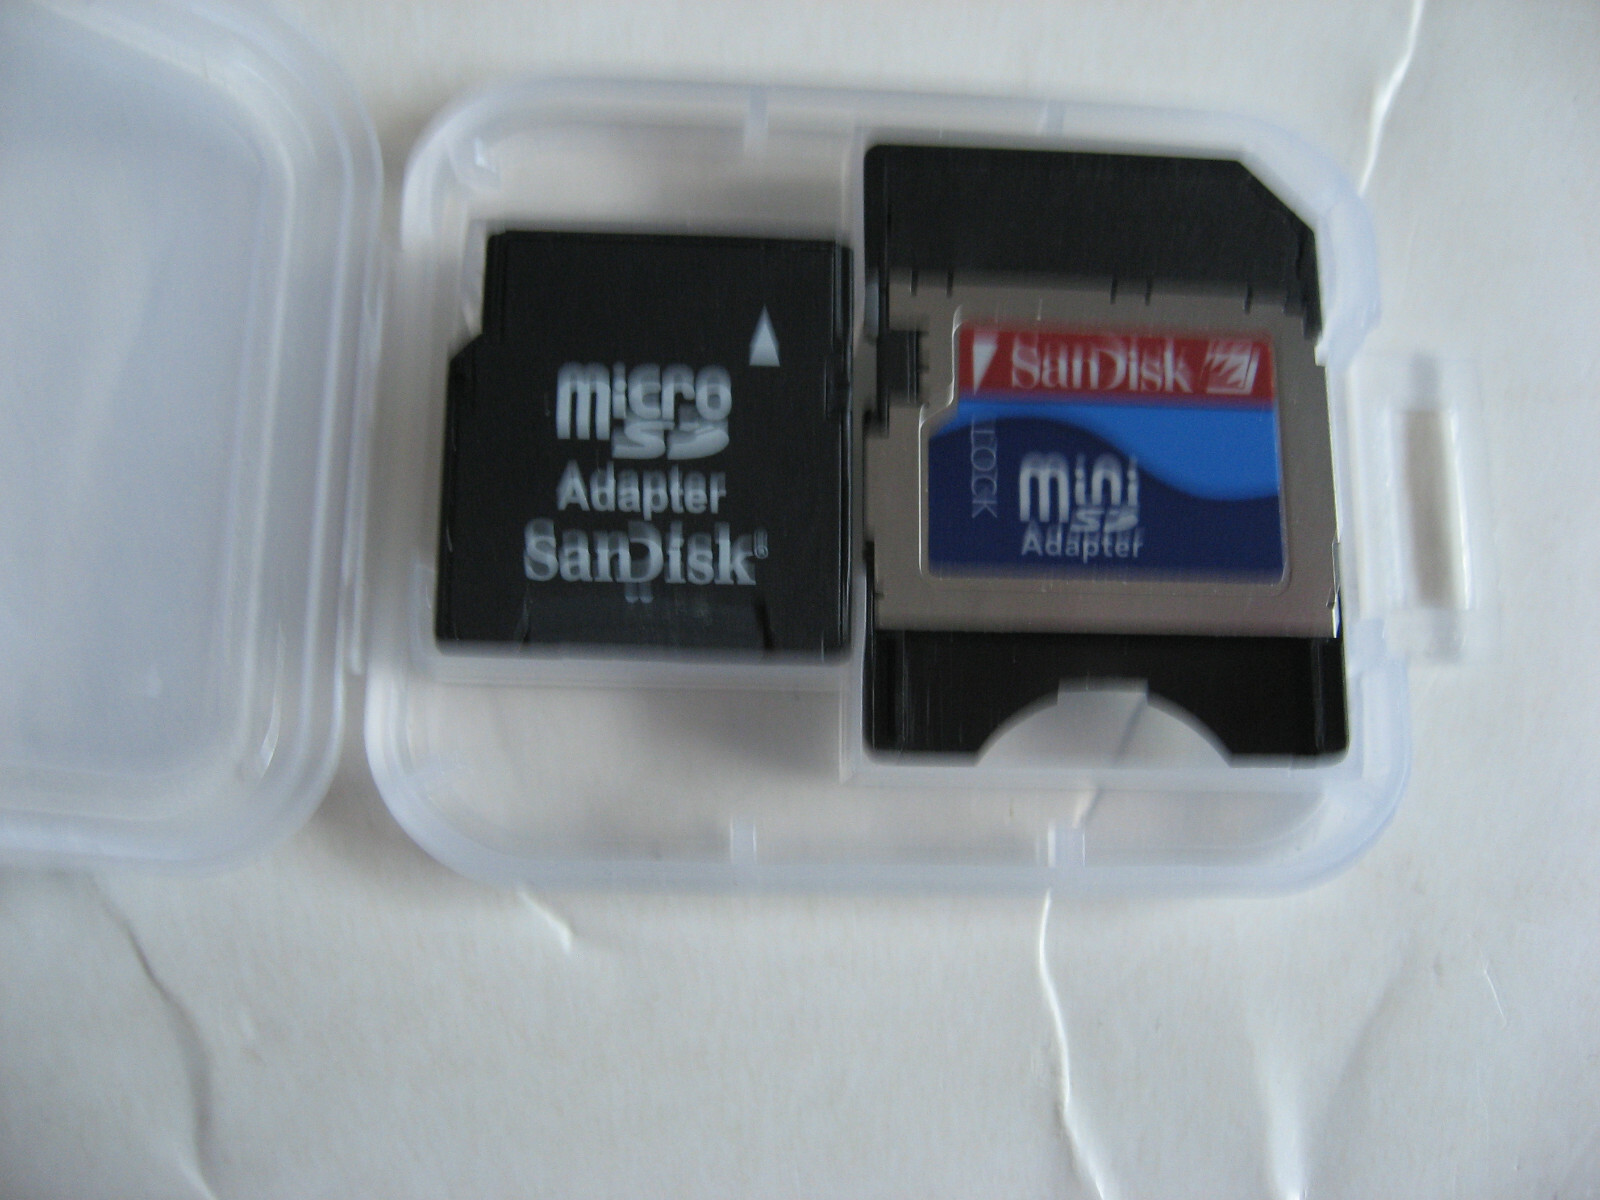 micro
SD
Adapter
SanDisk®
SanDisk
LOCK
mini
SD
Adapter